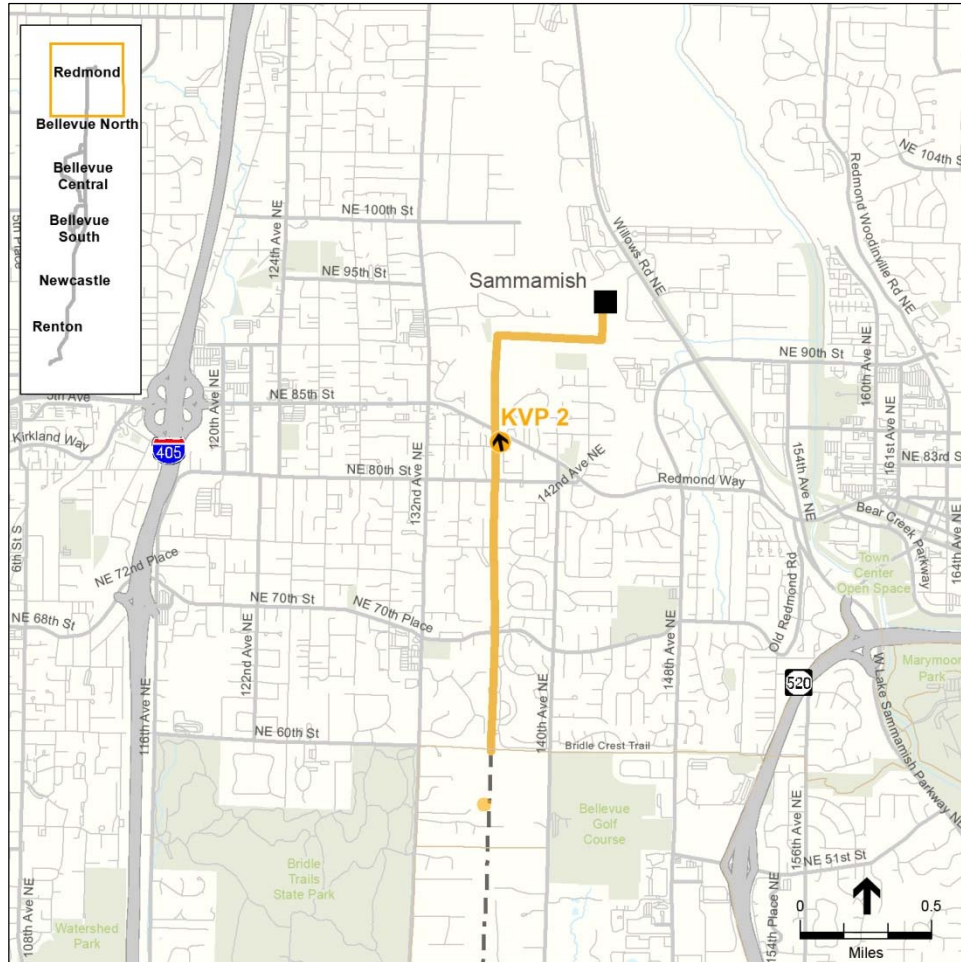 Redmond
Bellevue North
Bellevue
Central
Bellevue
South
Newcastle
Renton
5th Place
124th Ave NE
NE 100th St
NE 95th St
Willows Rd NE
Redmond Woodinville Rd NE
NE 104th St
Sammamish
NE 90th St
160th Ave NE
5th Ave
120th Ave NE
NE 85th St
KVP 2
Kirkland Way
405
132nd Ave NE
NE 80th St
142nd Ave NE
Redmond Way
154th Ave NE
161st Ave NE
NE 83rd St
Bear Creek Parkway
164th Ave NE
6th St S
NE 72nd Place
Town
Center
Open Space
NE 68th St
NE 70th St
NE 70th Place
Old Redmond Rd
122nd Ave NE
148th Ave NE
520
Marymoor
Park
116th Ave NE
NE 60th St
140th Ave NE
Bridle Crest Trail
W Lake Sammamish Parkway NE
Bellevue
Golf
Course
Bridle
Trails
State Park
156th Ave NE
NE 51st St
108th Ave NE
Watershed
Park
154th Place NE
0
0.5
Miles